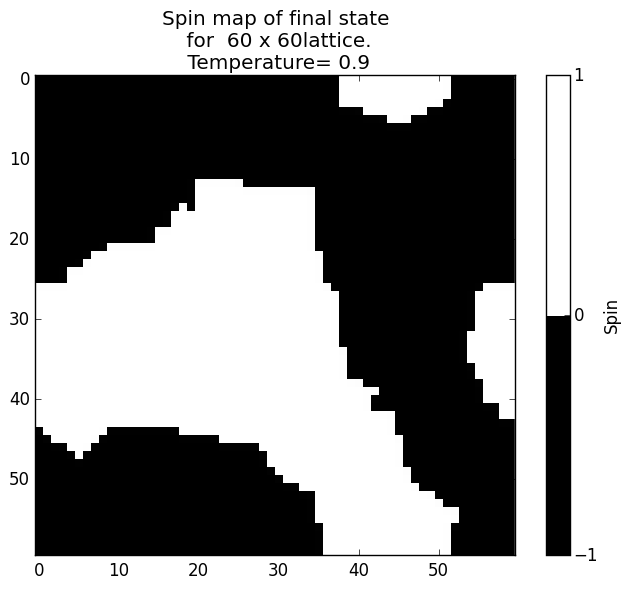 Spin map of final state
for  60 x 60lattice.
Temperature= 0.9
0
10
20
30
40
50
0 10 20 30 40 50
1
0
−1
Spin